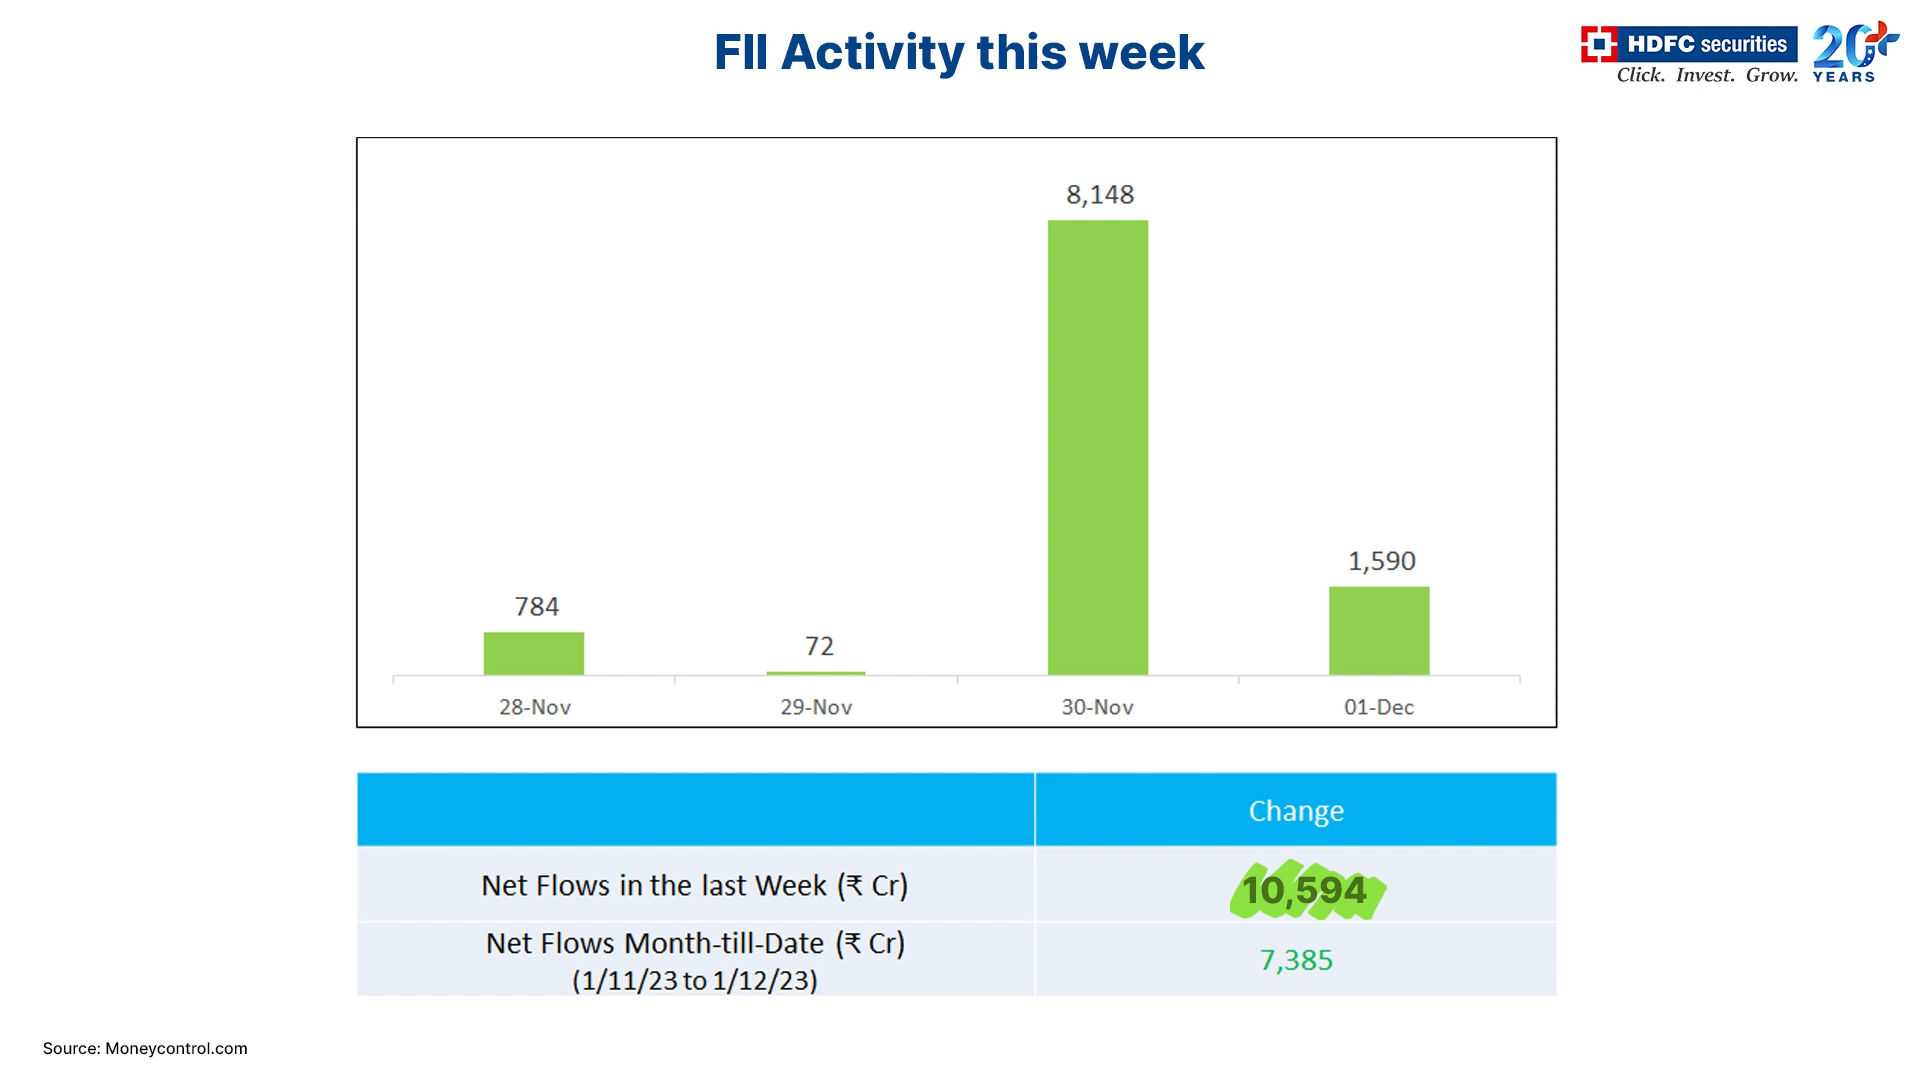 FII Activity this week
HDFC securities
Click. Invest. Grow.
20
YEARS
8,148
1,590
784
72
28-Nov 29-Nov 30-Nov 01-Dec
Change
Net Flows in the last Week (₹ Cr) 10,594
Net Flows Month-till-Date (₹ Cr)
(1/11/23 to 1/12/23) 7,385
Source: Moneycontrol.com